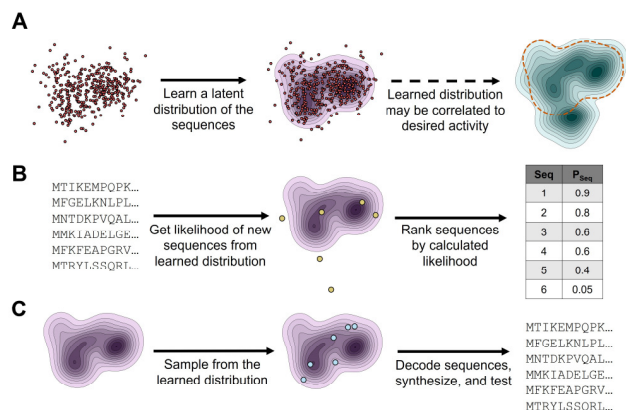 A
Learn a latent
distribution of the
sequences
Learned distribution
may be correlated to
desired activity
B
MTIKEMPQPK...
MFGELKNLPL...
MNTDKPVQAL...
MMKIADELGE...
MFKFEAPGRV...
MTRYLSSQRL...
Get likelihood of new
sequences from
learned distribution
Rank sequences
by calculated
likelihood
Seq PSeq
1 0.9
2 0.8
3 0.6
4 0.6
5 0.4
6 0.05
C
Sample from the
learned distribution
Decode sequences,
synthesize, and test
MTIKEMPQPK...
MFGELKNLPL...
MNTDKPVQAL...
MMKIADELGE...
MFKFEAPGRV...
MTRYLSSQRL...